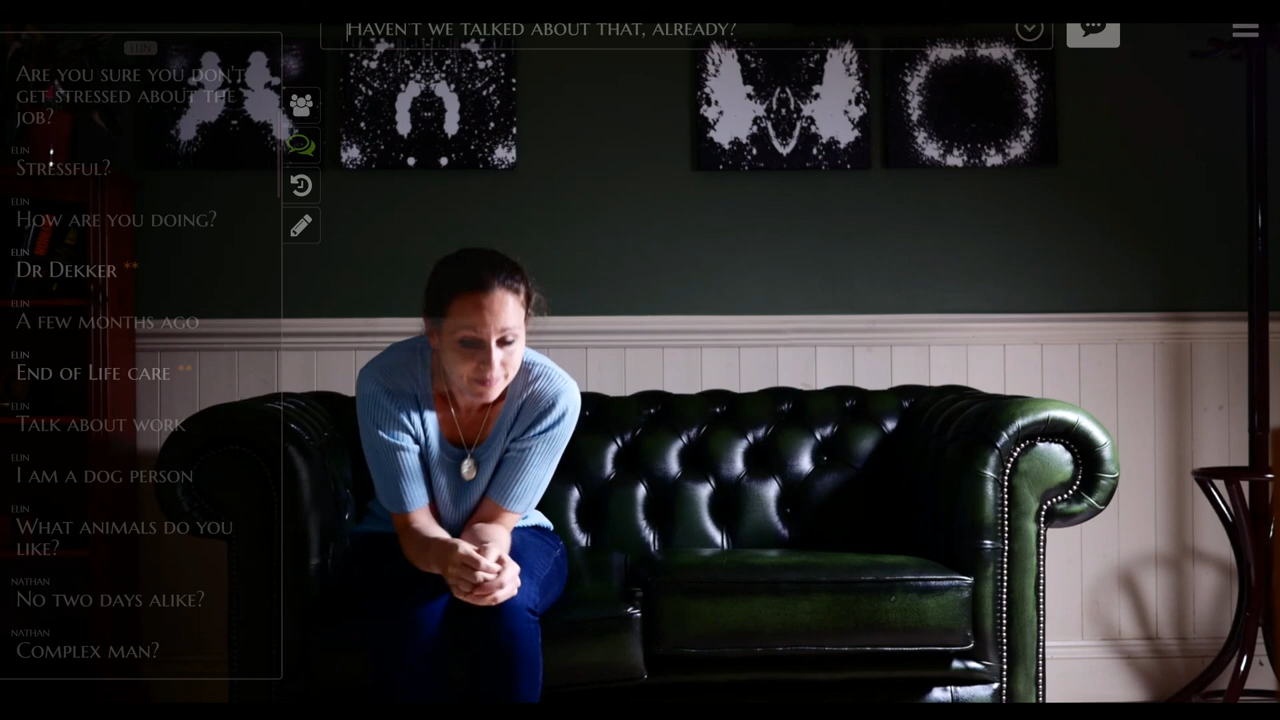 HAVEN'T WE TALKED ABOUT THAT, ALREADY?
ELIN
ARE YOU SURE YOU DON'T
GET STRESSED ABOUT THE
JOB?
ELIN
STRESSFUL?
ELIN
HOW ARE YOU DOING?
ELIN
DR DEKKER **
ELIN
A FEW MONTHS AGO
ELIN
END OF LIFE CARE **
ELIN
TALK ABOUT WORK
ELIN
I AM A DOG PERSON
ELIN
WHAT ANIMALS DO YOU
LIKE?
NATHAN
NO TWO DAYS ALIKE?
NATHAN
COMPLEX MAN?